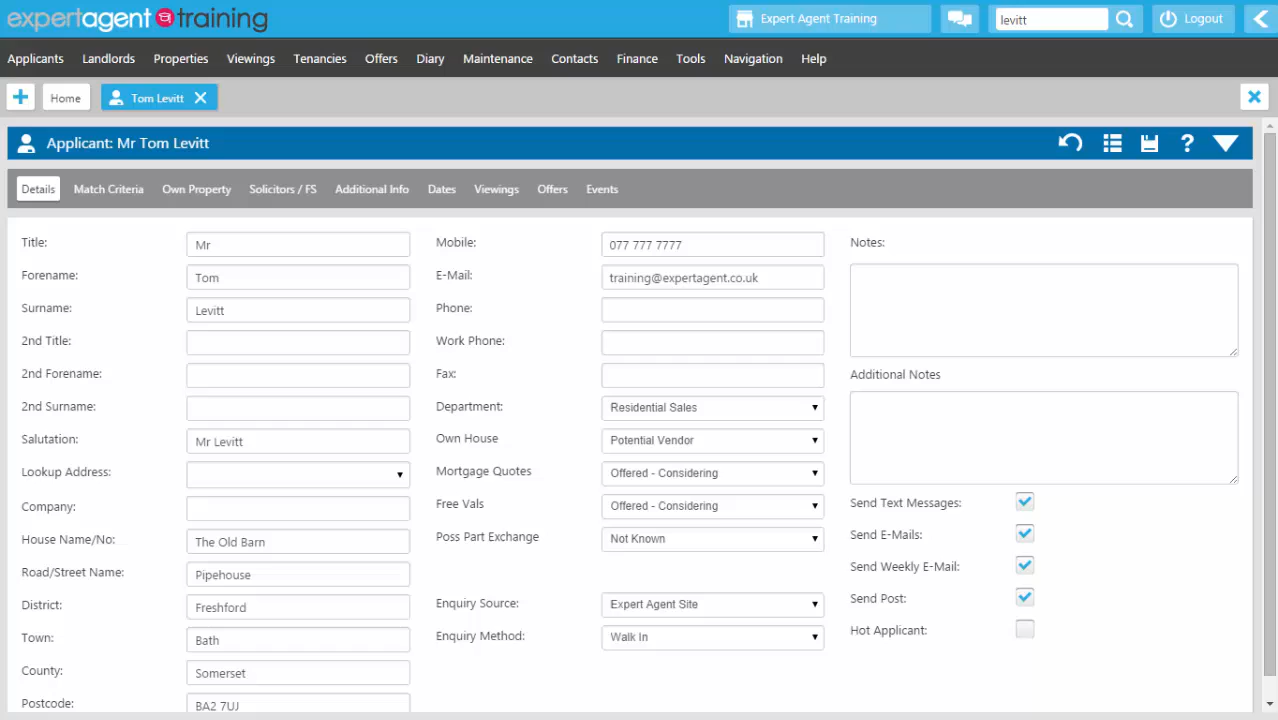 expertagent training
Expert Agent Training
levitt
Logout
Applicants Landlords Properties Viewings Tenancies Offers Diary Maintenance Contacts Finance Tools Navigation Help
Home
Tom Levitt
Applicant: Mr Tom Levitt
?
Details Match Criteria Own Property Solicitors / FS Additional Info Dates Viewings Offers Events
Title: Mr
Forename: Tom
Surname: Levitt
2nd Title:
2nd Forename:
2nd Surname:
Salutation: Mr Levitt
Lookup Address:
Company:
House Name/No: The Old Barn
Road/Street Name: Pipehouse
District: Freshford
Town: Bath
County: Somerset
Postcode: BA2 7UJ
Mobile: 077 777 7777
E-Mail: training@expertagent.co.uk
Phone:
Work Phone:
Fax:
Department: Residential Sales
Own House Potential Vendor
Mortgage Quotes Offered - Considering
Free Vals Offered - Considering
Poss Part Exchange Not Known
Enquiry Source: Expert Agent Site
Enquiry Method: Walk In
Notes:
Additional Notes
Send Text Messages:
Send E-Mails:
Send Weekly E-Mail:
Send Post:
Hot Applicant: